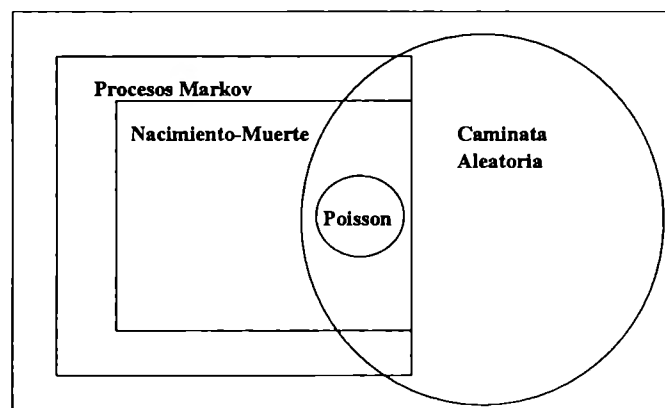 Procesos Markov
Nacimiento-Muerte
Caminata
Aleatoria
Poisson